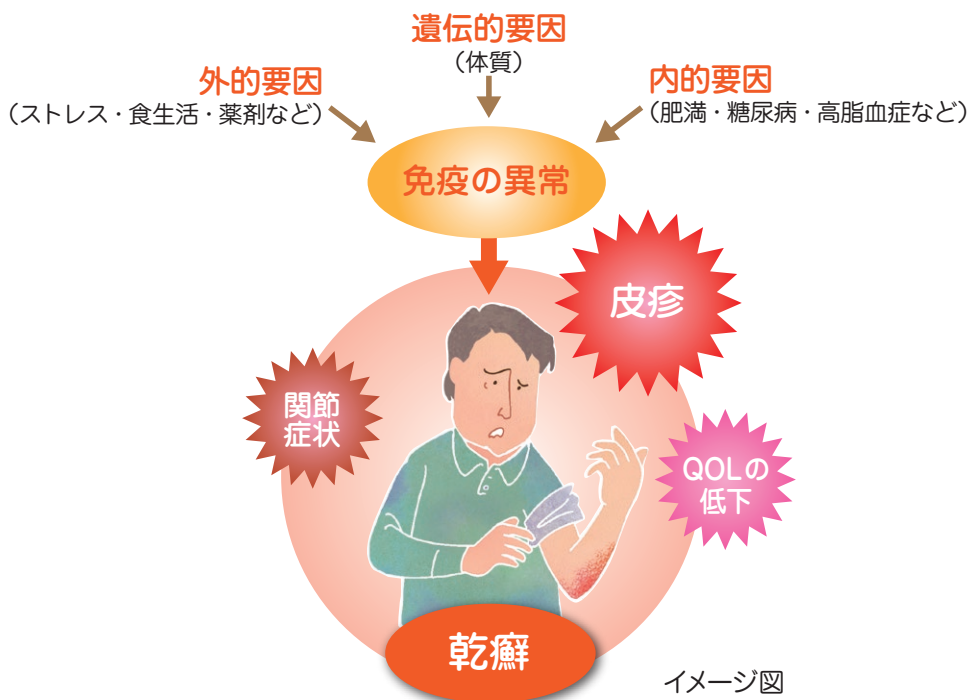 遺伝的要因
（体質）
外的要因
（ストレス・食生活・薬剤など）
内的要因
（肥満・糖尿病・高脂血症など）
免疫の異常
皮疹
関節
症状
QOLの
低下
乾癬
イメージ図